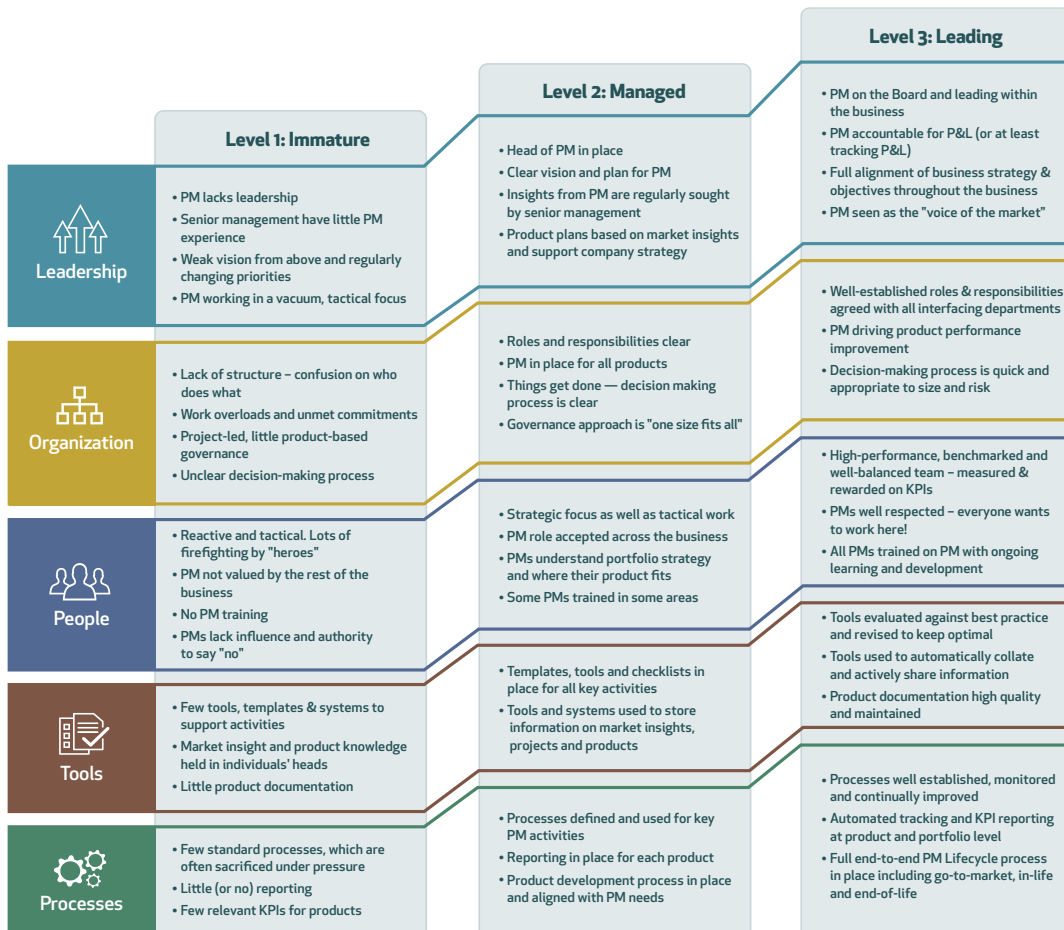 Level 1: Immature
Level 2: Managed
Level 3: Leading
Leadership
• PM lacks leadership
• Senior management have little PM
experience
• Weak vision from above and regularly
changing priorities
• PM working in a vacuum, tactical focus
• Head of PM in place
• Clear vision and plan for PM
• Insights from PM are regularly sought
by senior management
• Product plans based on market insights
and support company strategy
• PM on the Board and leading within
the business
• PM accountable for P&L (or at least
tracking P&L)
• Full alignment of business strategy &
objectives throughout the business
• PM seen as the "voice of the market"
Organization
• Lack of structure – confusion on who
does what
• Work overloads and unmet commitments
• Project-led, little product-based
governance
• Unclear decision-making process
• Roles and responsibilities clear
• PM in place for all products
• Things get done — decision making
process is clear
• Governance approach is "one size fits all"
• Well-established roles & responsibilities
agreed with all interfacing departments
• PM driving product performance
improvement
• Decision-making process is quick and
appropriate to size and risk
People
• Reactive and tactical. Lots of
firefighting by "heroes"
• PM not valued by the rest of the
business
• No PM training
• PMs lack influence and authority
to say "no"
• Strategic focus as well as tactical work
• PM role accepted across the business
• PMs understand portfolio strategy
and where their product fits
• Some PMs trained in some areas
• High-performance, benchmarked and
well-balanced team – measured &
rewarded on KPIs
• PMs well respected – everyone wants
to work here!
• All PMs trained on PM with ongoing
learning and development
Tools
• Few tools, templates & systems to
support activities
• Market insight and product knowledge
held in individuals' heads
• Little product documentation
• Templates, tools and checklists in
place for all key activities
• Tools and systems used to store
information on market insights,
projects and products
• Tools evaluated against best practice
and revised to keep optimal
• Tools used to automatically collate
and actively share information
• Product documentation high quality
and maintained
Processes
• Few standard processes, which are
often sacrificed under pressure
• Little (or no) reporting
• Few relevant KPIs for products
• Processes defined and used for key
PM activities
• Reporting in place for each product
• Product development process in place
and aligned with PM needs
• Processes well established, monitored
and continually improved
• Automated tracking and KPI reporting
at product and portfolio level
• Full end-to-end PM Lifecycle process
in place including go-to-market, in-life
and end-of-life